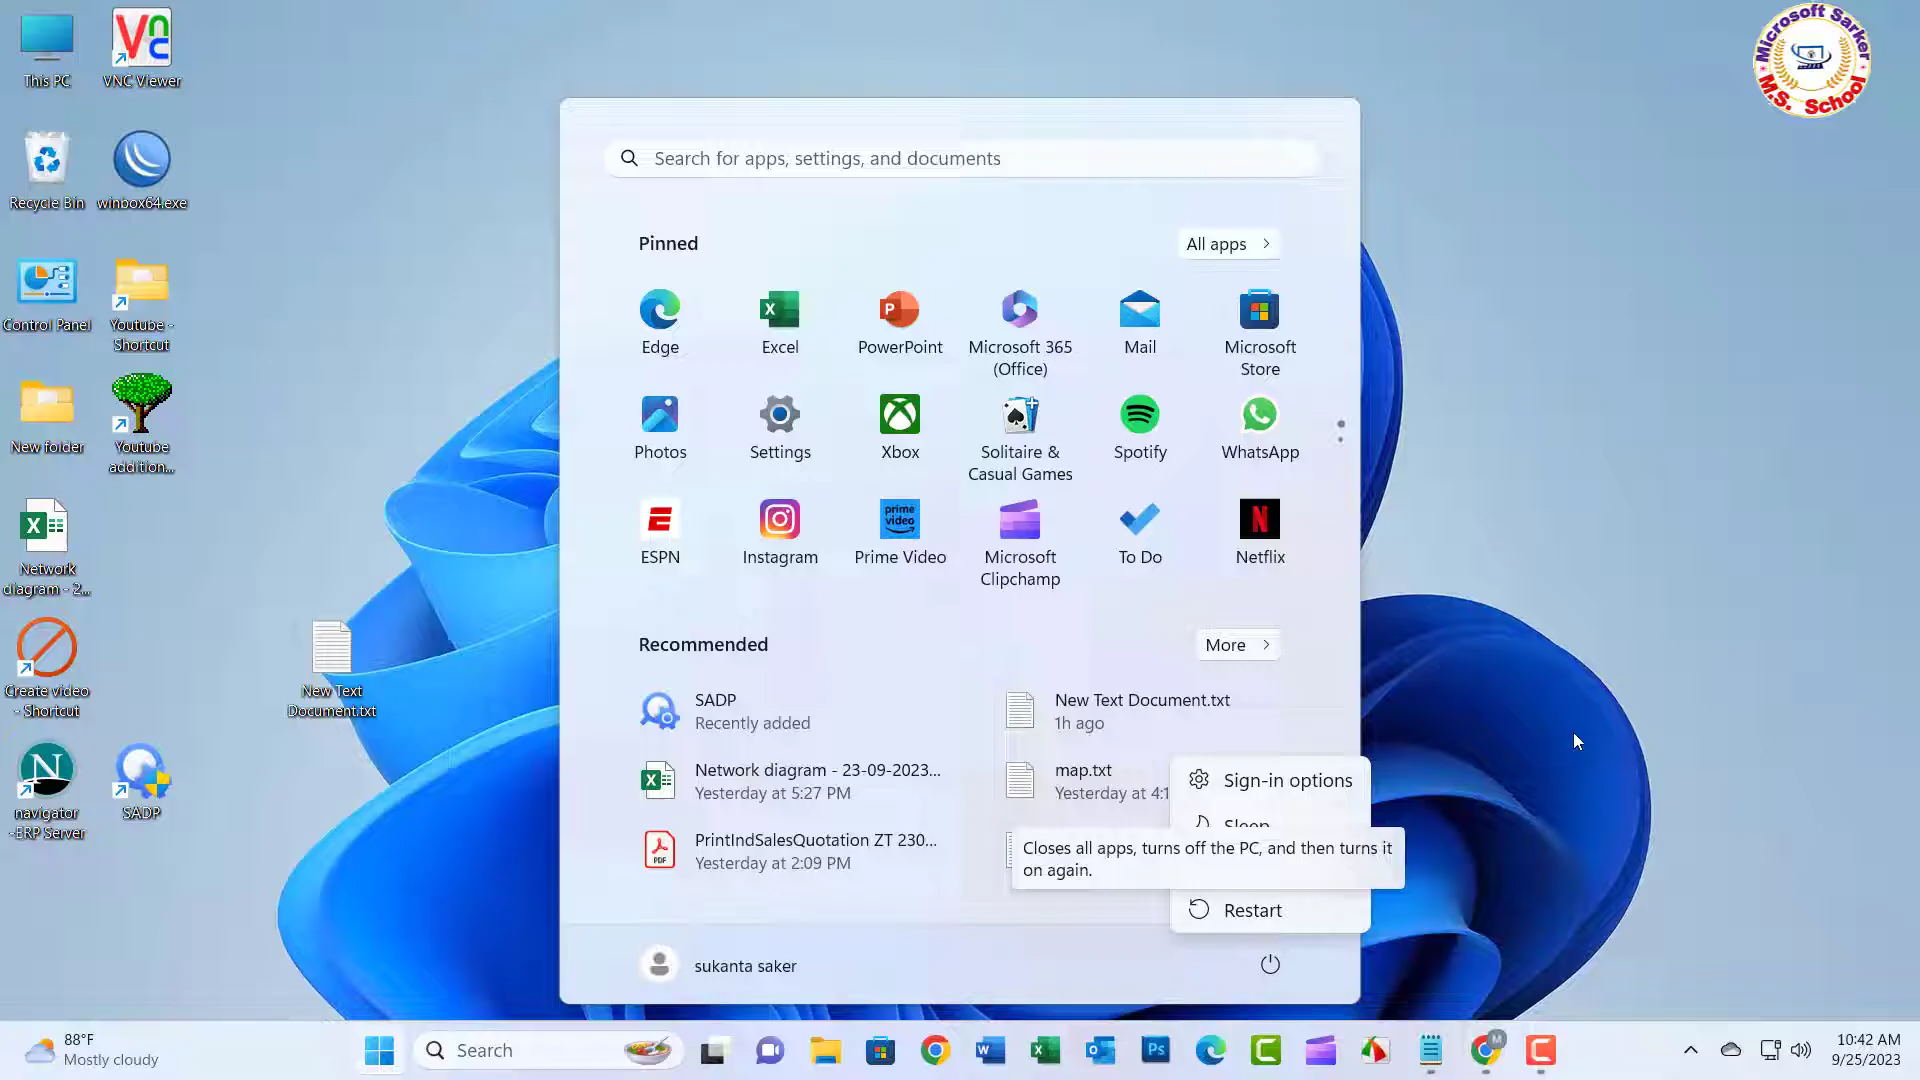 This PC
VNC Viewer
Recycle Bin
winbox64.exe
Control Panel
Youtube -
Shortcut
New folder
Youtube
addition...
Network
diagram - 2...
Create video
- Shortcut
navigator
-ERP Server
SADP
New Text
Document.txt
Microsoft Sarker
M.S. School
Search for apps, settings, and documents
Pinned
All apps
Edge
Excel
PowerPoint
Microsoft 365
(Office)
Mail
Microsoft
Store
Photos
Settings
Xbox
Solitaire &
Casual Games
Spotify
WhatsApp
prime
video
ESPN
Instagram
Prime Video
Microsoft
Clipchamp
To Do
Netflix
Recommended
More
SADP
Recently added
New Text Document.txt
1h ago
Network diagram - 23-09-2023...
Yesterday at 5:27 PM
map.txt
Yesterday at 4:1
PrintIndSalesQuotation ZT 230...
Yesterday at 2:09 PM
Sign-in options
Sleep
Closes all apps, turns off the PC, and then turns it
on again.
Restart
sukanta saker
88°F
Mostly cloudy
Search
10:42 AM
9/25/2023